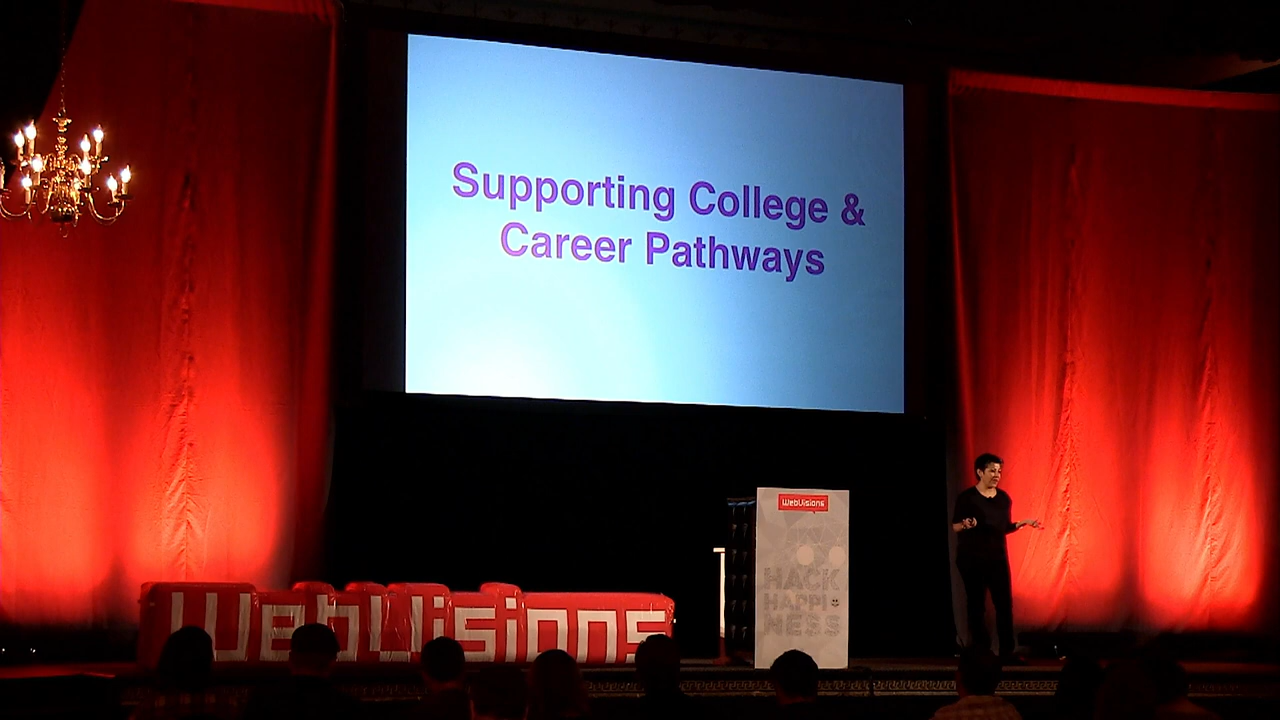 Supporting College &
Career Pathways
WebVisions
HACK
HAPPI
NESS
WebVisions